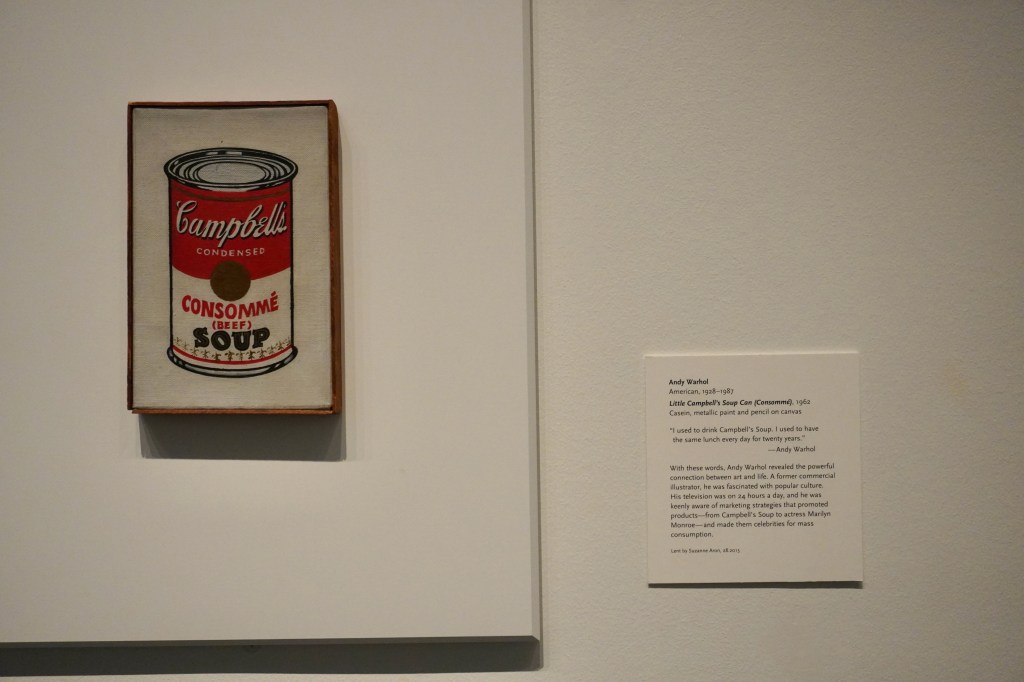 Campbell's
CONDENSED
CONSOMMÉ
(BEEF)
SOUP
Andy Warhol
American, 1928–1987
Little Campbell's Soup Can (Consommé), 1962
Casein, metallic paint and pencil on canvas
"I used to drink Campbell's Soup. I used to have
the same lunch every day for twenty years."
—Andy Warhol
With these words, Andy Warhol revealed the powerful
connection between art and life. A former commercial
illustrator, he was fascinated with popular culture.
His television was on 24 hours a day, and he was
keenly aware of marketing strategies that promoted
products—from Campbell's Soup to actress Marilyn
Monroe—and made them celebrities for mass
consumption.
Lent by Suzanne